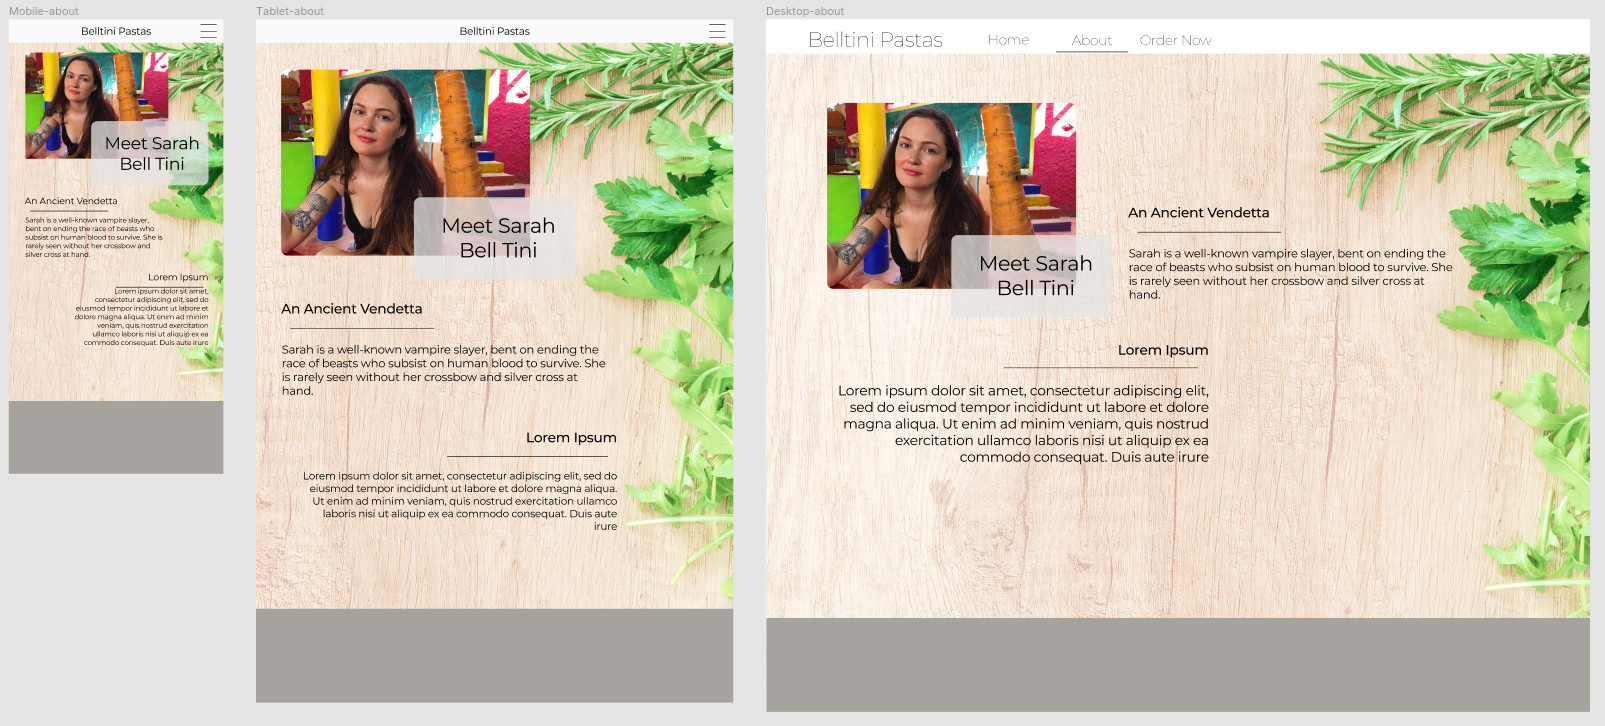 Mobile-about
Belltini Pastas
Meet Sarah
Bell Tini
An Ancient Vendetta
Sarah is a well-known vampire slayer,
bent on ending the race of beasts who
subsist on human blood to survive. She is
rarely seen without her crossbow and
silver cross at hand.
Lorem Ipsum
Lorem ipsum dolor sit amet,
consectetur adipiscing elit, sed do
eiusmod tempor incididunt ut labore et
dolore magna aliqua. Ut enim ad minim
veniam, quis nostrud exercitation
ullamco laboris nisi ut aliquip ex ea
commodo consequat. Duis aute irure
Tablet-about
Belltini Pastas
Meet Sarah
Bell Tini
An Ancient Vendetta
Sarah is a well-known vampire slayer, bent on ending the
race of beasts who subsist on human blood to survive. She
is rarely seen without her crossbow and silver cross at
hand.
Lorem Ipsum
Lorem ipsum dolor sit amet, consectetur adipiscing elit, sed do
eiusmod tempor incididunt ut labore et dolore magna aliqua.
Ut enim ad minim veniam, quis nostrud exercitation ullamco
laboris nisi ut aliquip ex ea commodo consequat. Duis aute
irure
Desktop-about
Belltini Pastas
Home
About
Order Now
Meet Sarah
Bell Tini
An Ancient Vendetta
Sarah is a well-known vampire slayer, bent on ending the
race of beasts who subsist on human blood to survive. She
is rarely seen without her crossbow and silver cross at
hand.
Lorem Ipsum
Lorem ipsum dolor sit amet, consectetur adipiscing elit,
sed do eiusmod tempor incididunt ut labore et dolore
magna aliqua. Ut enim ad minim veniam, quis nostrud
exercitation ullamco laboris nisi ut aliquip ex ea
commodo consequat. Duis aute irure